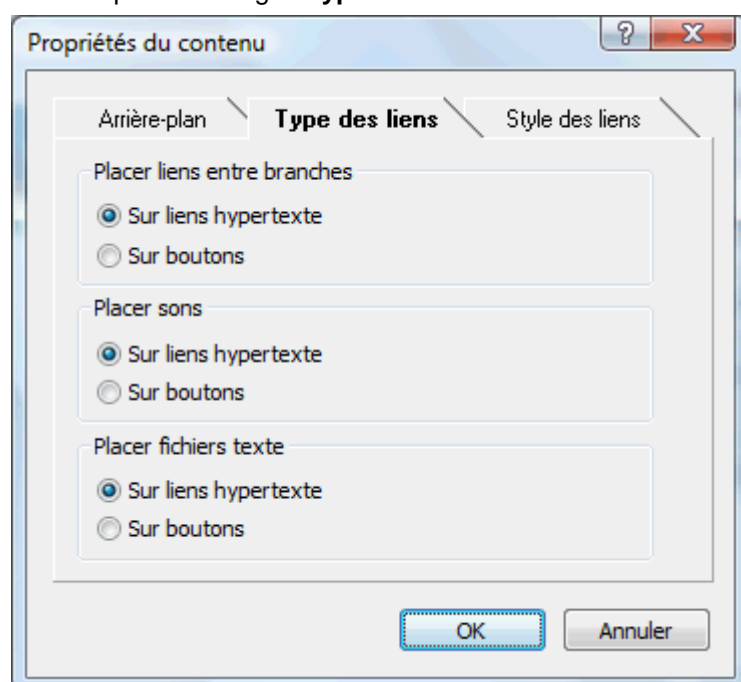 Propriétés du contenu
Arrière-plan Type des liens Style des liens
Placer liens entre branches
Sur liens hypertexte
Sur boutons
Placer sons
Sur liens hypertexte
Sur boutons
Placer fichiers texte
Sur liens hypertexte
Sur boutons
OK Annuler